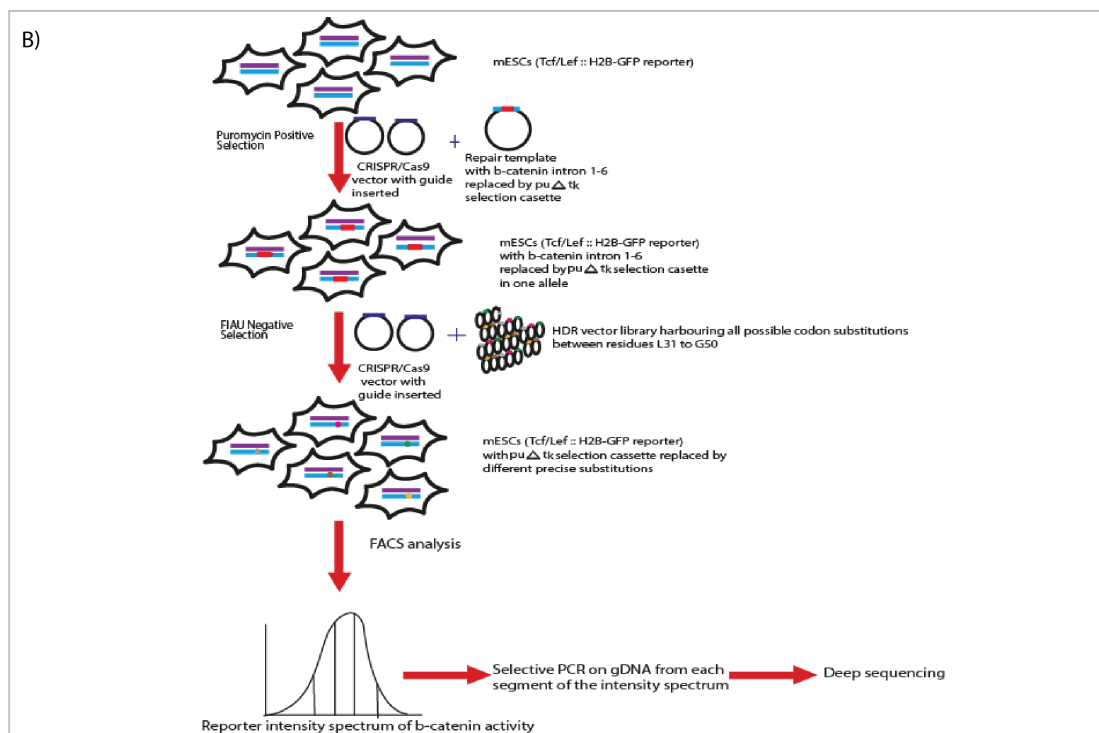 B)
mESCs (Tcf/Lef :: H2B-GFP reporter)
Puromycin Positive
Selection
CRISPR/Cas9
vector with guide
inserted
+
Repair template
with b-catenin intron 1-6
replaced by pu △ tk
selection casette
mESCs (Tcf/Lef :: H2B-GFP reporter)
with b-catenin intron 1-6
replaced by pu △ tk selection casette
in one allele
FIAU Negative
Selection
CRISPR/Cas9
vector with
guide inserted
+
HDR vector library harbouring all possible codon substitutions
between residues L31 to G50
mESCs (Tcf/Lef :: H2B-GFP reporter)
with pu △ tk selection cassette replaced by
different precise substitutions
FACS analysis
Selective PCR on gDNA from each
segment of the intensity spectrum
Deep sequencing
Reporter intensity spectrum of b-catenin activity